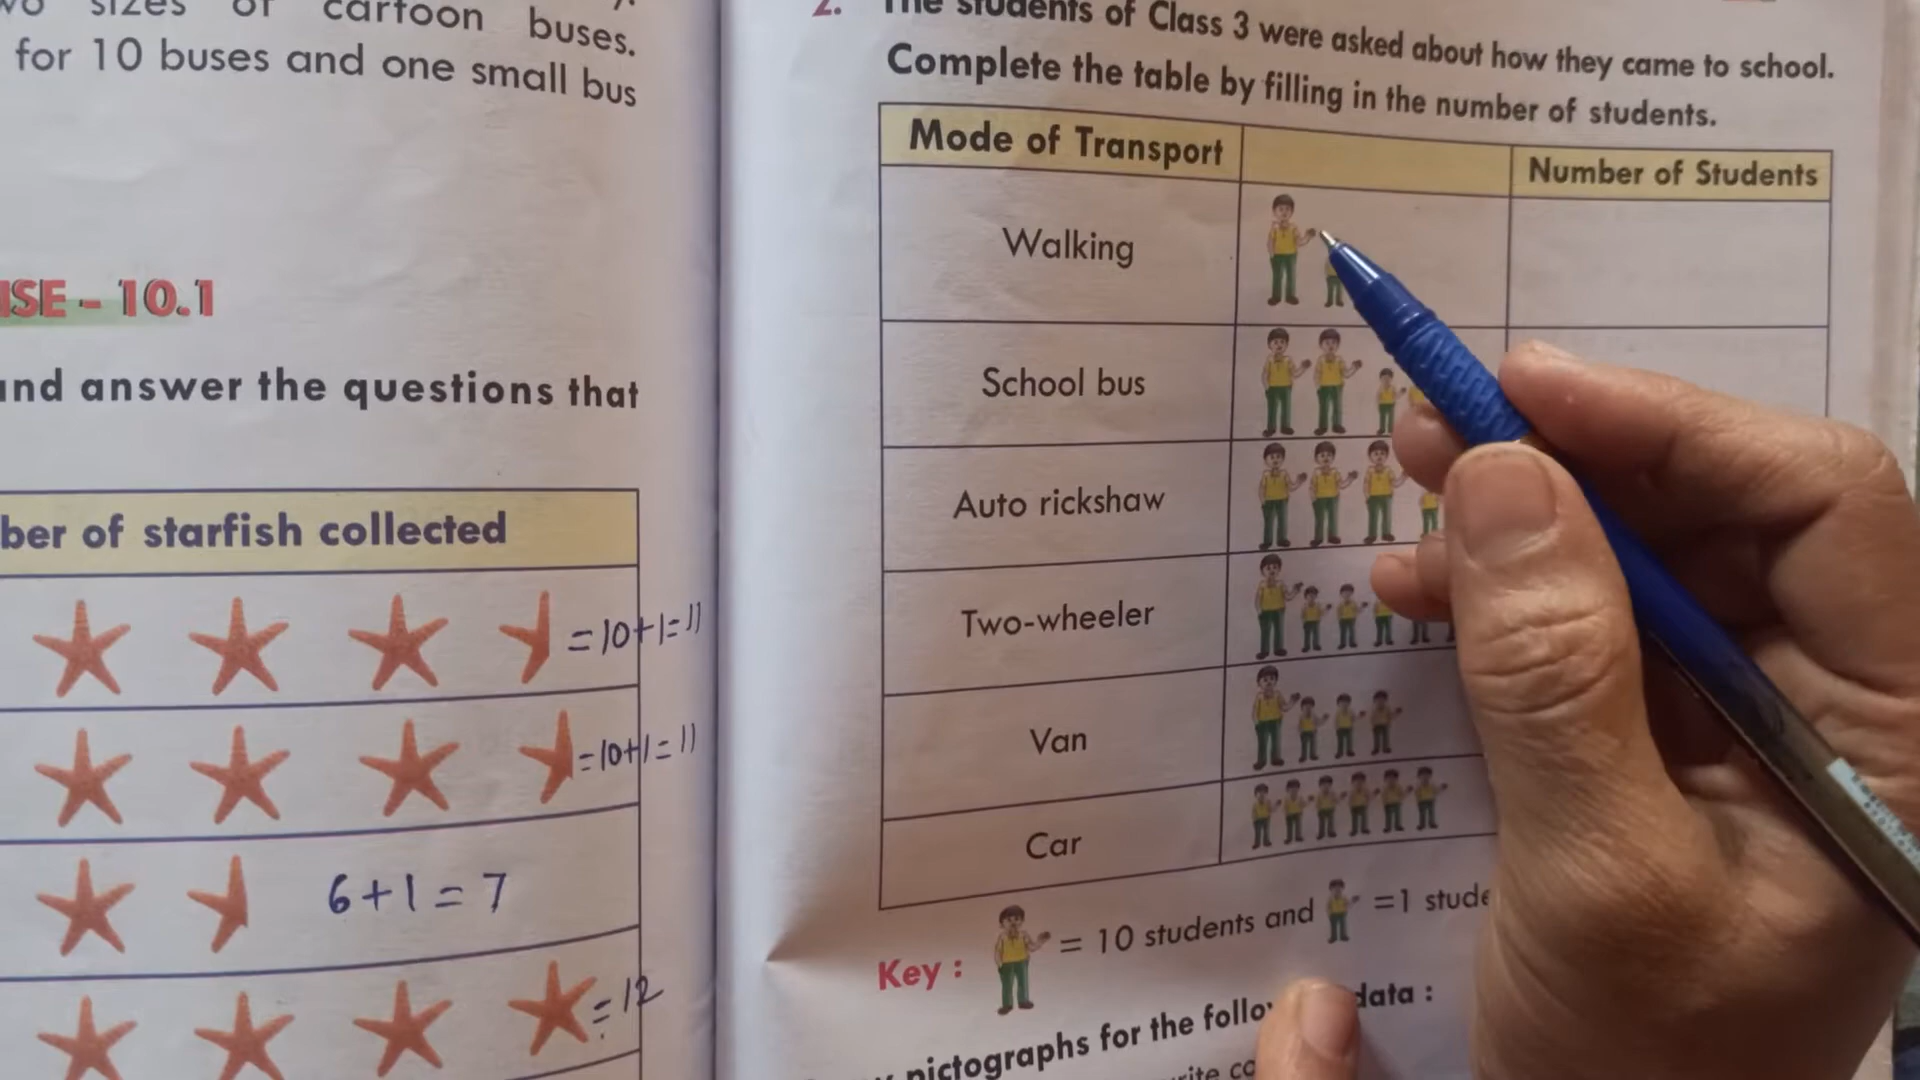 sizes of cartoon buses.
for 10 buses and one small bus
ISE - 10.1
and answer the questions that
ber of starfish collected
=10+1=11
=10+1=11
6+1=7
=12
2. The students of Class 3 were asked about how they came to school.
Complete the table by filling in the number of students.
Mode of Transport Number of Students
Walking
School bus
Auto rickshaw
Two-wheeler
Van
Car
Key : = 10 students and =1 stude
pictographs for the follo data :